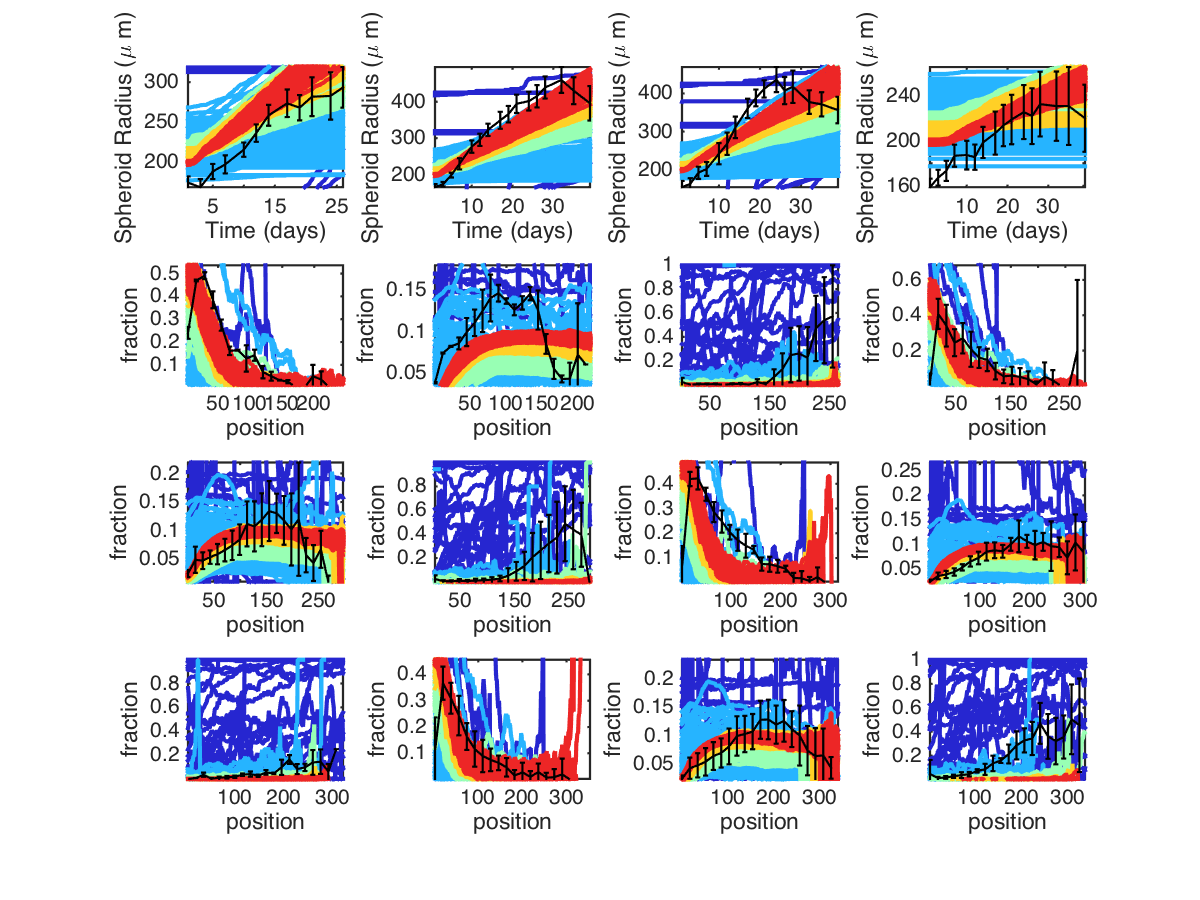 Spheroid Radius (μ m) 300 250 200 5 15 25 Time (days)
Spheroid Radius (μ m) 400 300 200 10 20 30 Time (days)
Spheroid Radius (μ m) 400 300 200 10 20 30 Time (days)
Spheroid Radius (μ m) 240 200 160 10 20 30 Time (days)
fraction 0.5 0.4 0.3 0.2 0.1 50 100 150 200 position
fraction 0.15 0.1 0.05 50 100 150 200 position
fraction 1 0.8 0.6 0.4 0.2 50 150 250 position
fraction 0.6 0.4 0.2 50 150 250 position
fraction 0.2 0.15 0.1 0.05 50 150 250 position
fraction 0.8 0.6 0.4 0.2 50 150 250 position
fraction 0.4 0.3 0.2 0.1 100 200 300 position
fraction 0.25 0.2 0.15 0.1 0.05 100 200 300 position
fraction 0.8 0.6 0.4 0.2 100 200 300 position
fraction 0.4 0.3 0.2 0.1 100 200 300 position
fraction 0.2 0.15 0.1 0.05 100 200 300 position
fraction 1 0.8 0.6 0.4 0.2 100 200 300 position